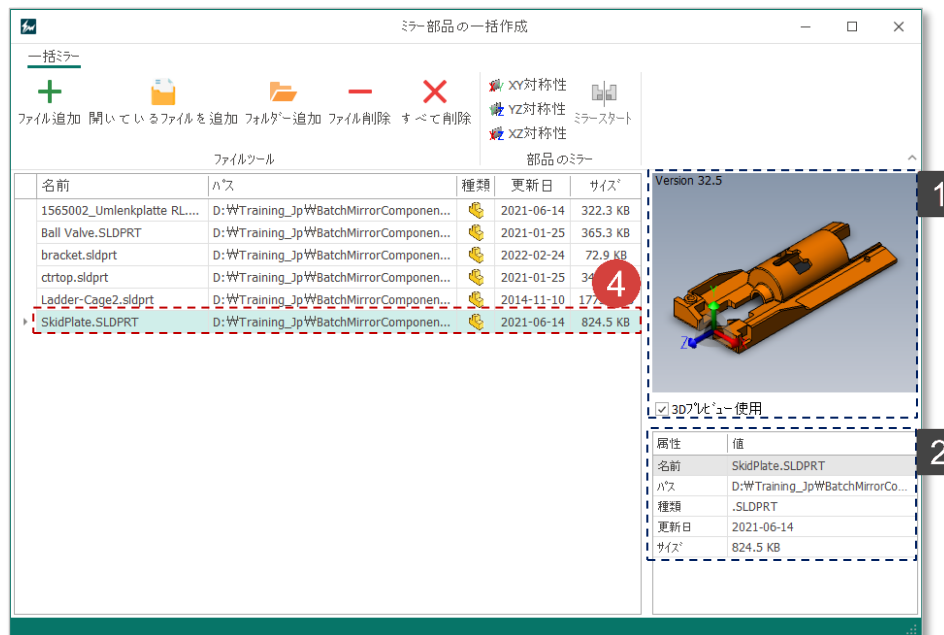 ミラー部品の一括作成
一括ミラー
ファイル追加 開いているファイルを追加 フォルダー追加 ファイル削除 すべて削除
XY対称性
YZ対称性
XZ対称性
ミラースタート
ファイルツール 部品のミラー
名前 パス 種類 更新日 サイズ
1565002_Umlenkplatte RL.... D:₩Training_Jp₩BatchMirrorComponen... 2021-06-14 322.3 KB
Ball Valve.SLDPRT D:₩Training_Jp₩BatchMirrorComponen... 2021-01-25 365.3 KB
bracket.sldprt D:₩Training_Jp₩BatchMirrorComponen... 2022-02-24 72.9 KB
ctrtop.sldprt D:₩Training_Jp₩BatchMirrorComponen... 2021-01-25
Ladder-Cage2.sldprt D:₩Training_Jp₩BatchMirrorComponen... 2014-11-10
SkidPlate.SLDPRT D:₩Training_Jp₩BatchMirrorComponen... 2021-06-14 824.5 KB
4
Version 32.5
1
Z
3Dプレビュー使用
2
属性 値
名前 SkidPlate.SLDPRT
パス D:₩Training_Jp₩BatchMirrorCo...
種類 .SLDPRT
更新日 2021-06-14
サイズ 824.5 KB